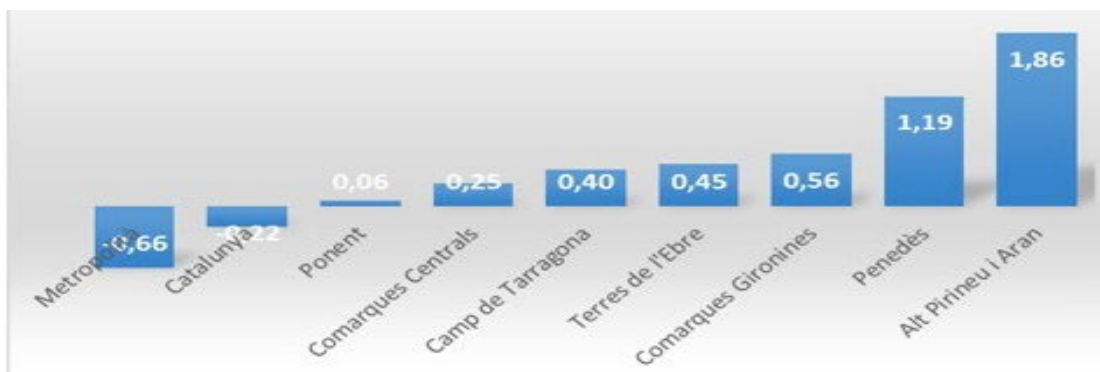 1,86
1,19
0,56
0,45
0,40
0,25
0,06
-0,22
-0,66
Metropolità
Catalunya
Ponent
Comarques Centrals
Camp de Tarragona
Terres de l'Ebre
Comarques Gironines
Penedès
Alt Pirineu i Aran